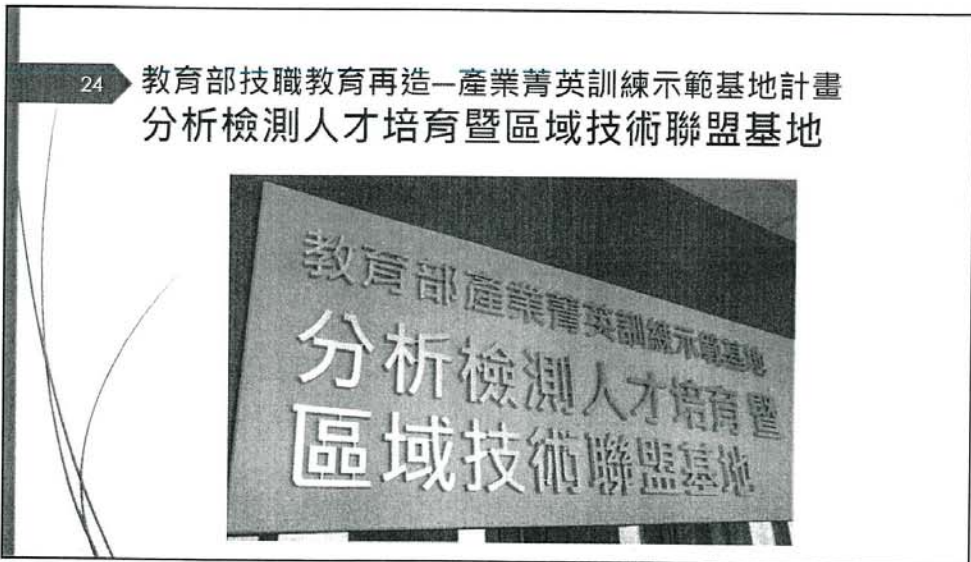 24
教育部技職教育再造—產業菁英訓練示範基地計畫
分析檢測人才培育暨區域技術聯盟基地
教育部產業菁英訓練示範基地
分析檢測人才培育暨
區域技術聯盟基地